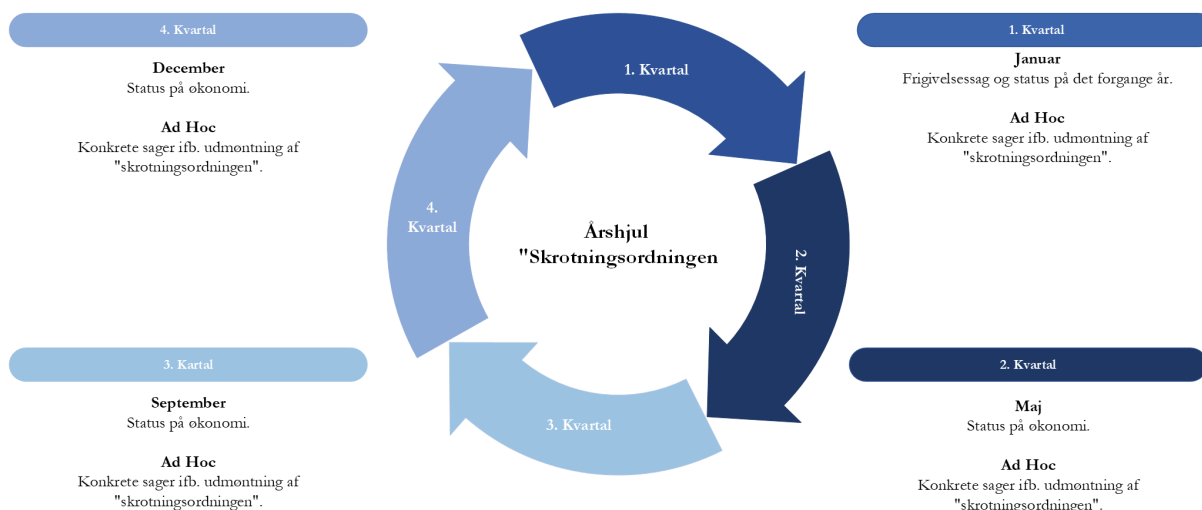 4. Kvartal
December
Status på økonomi.
Ad Hoc
Konkrete sager ifb. udmøntning af
"skrotningsordningen".
1. Kvartal
Januar
Frigivelsessag og status på det forgange år.
Ad Hoc
Konkrete sager ifb. udmøntning af
"skrotningsordningen".
1. Kvartal
2. Kvartal
3. Kvartal
4.
Kvartal
Årshjul
"Skrotningsordningen
3. Kartal
September
Status på økonomi.
Ad Hoc
Konkrete sager ifb. udmøntning af
"skrotningsordningen".
2. Kvartal
Maj
Status på økonomi.
Ad Hoc
Konkrete sager ifb. udmøntning af
"skrotningsordningen".